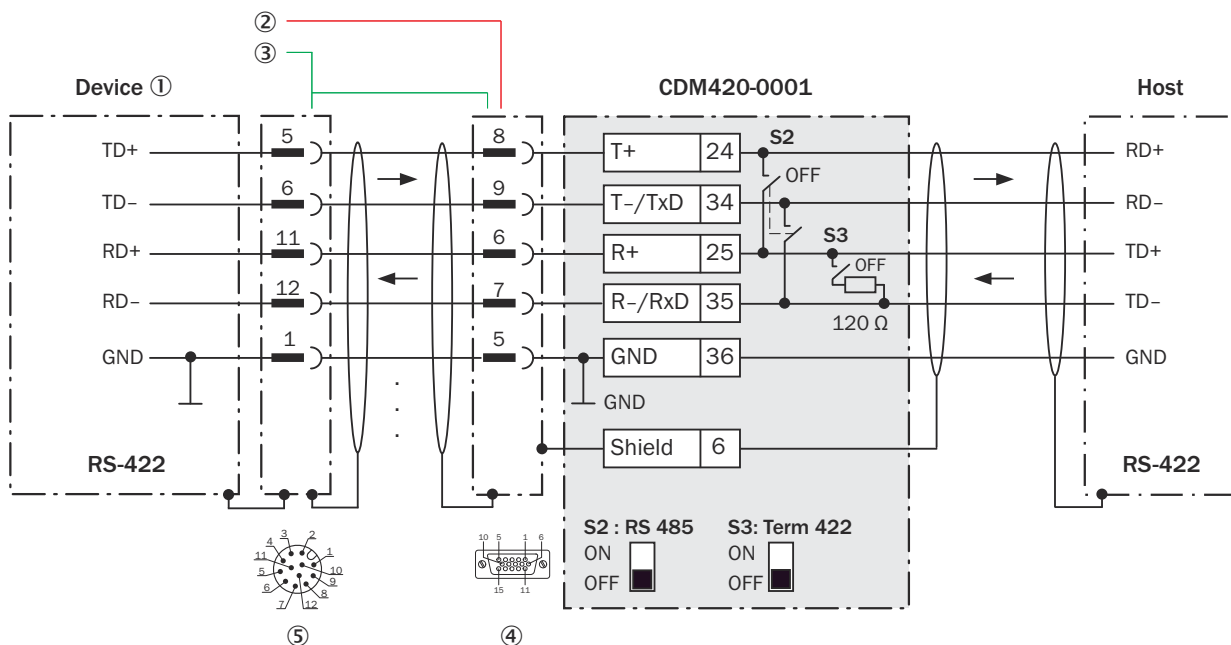 ②
③
Device ①
CDM420-0001
Host
TD+ 5 8 T+ 24 S2 RD+
OFF
TD– 6 9 T–/TxD 34 RD–
S3
RD+ 11 6 R+ 25 TD+
OFF
RD– 12 7 R–/RxD 35 TD–
120 Ω
GND 1 5 GND 36 GND
GND
Shield 6
RS-422 RS-422
S2 : RS 485 S3: Term 422
ON ON
OFF OFF
3 2
4 1
11 10
5 9
6 8
7 12
10 5 1 6
15 11
⑤ ④